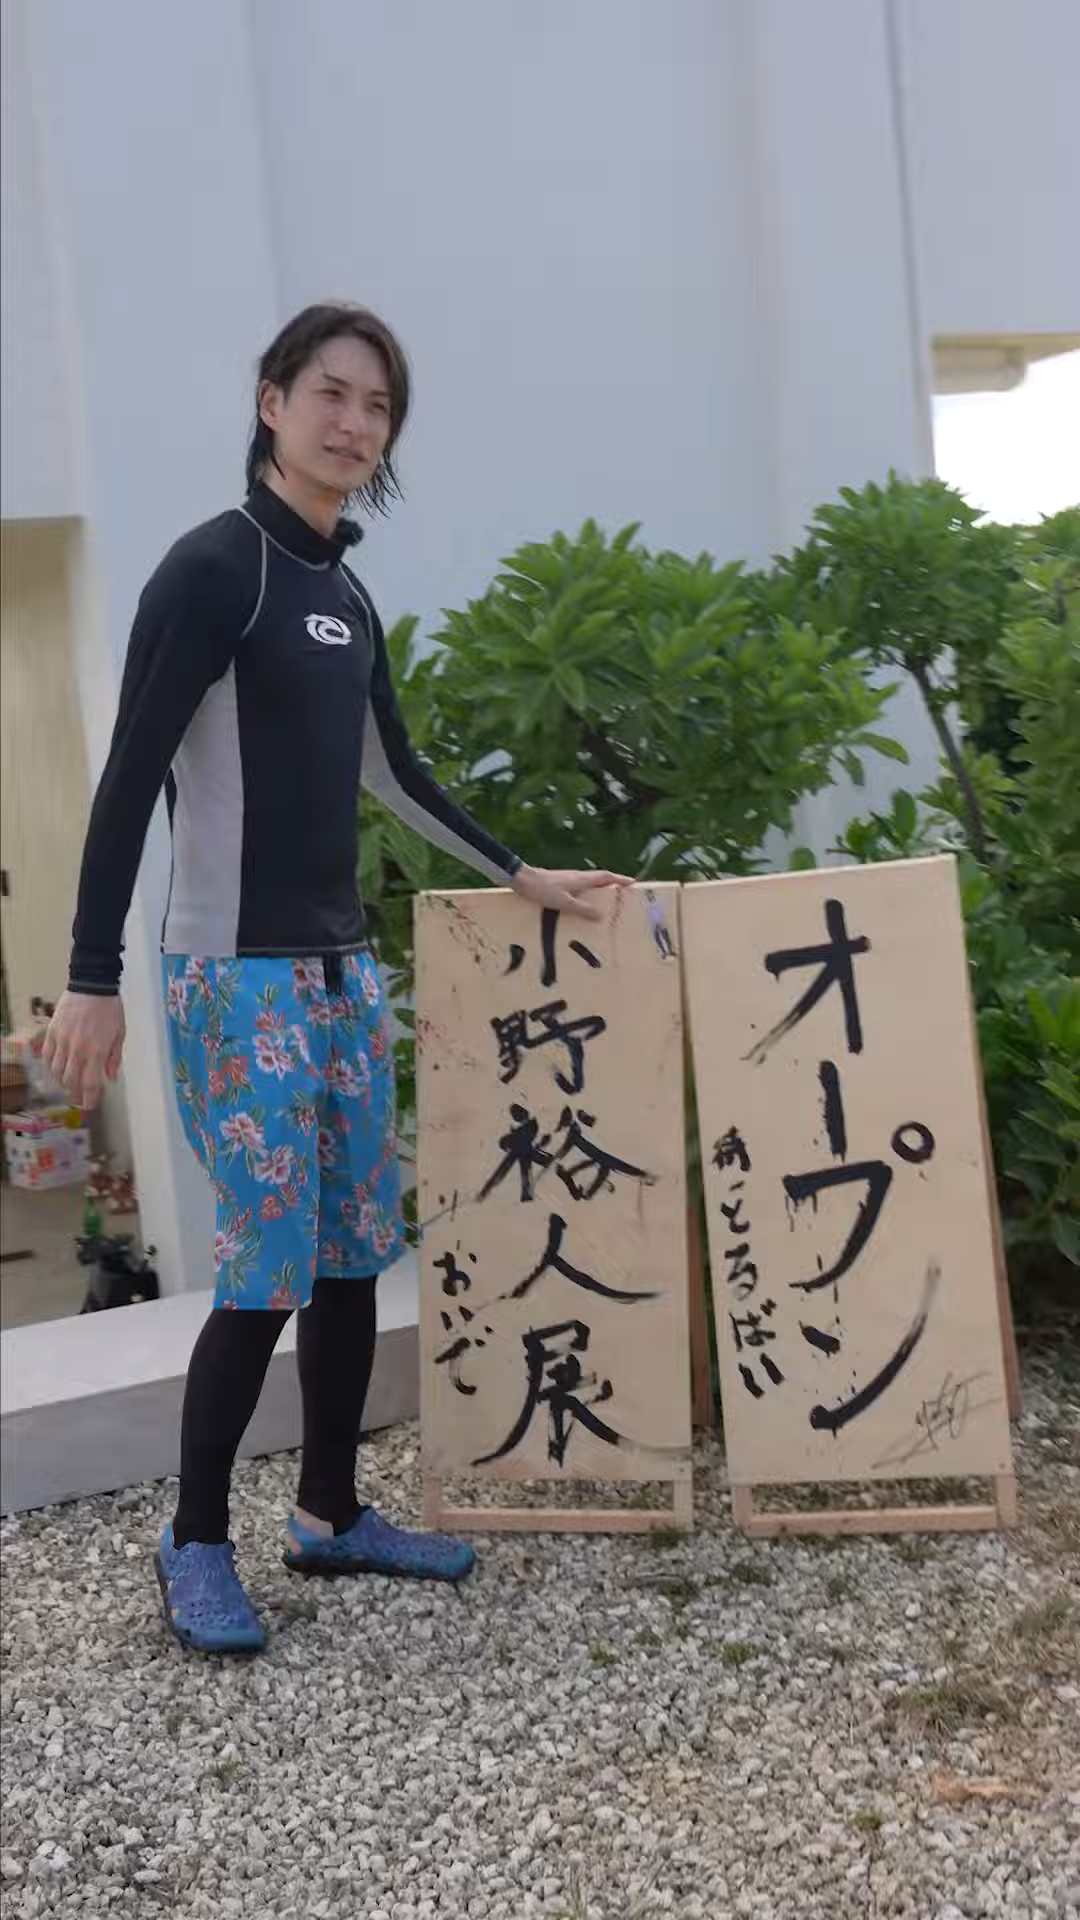 オープン
待っとるばい
小野裕人展
おいで